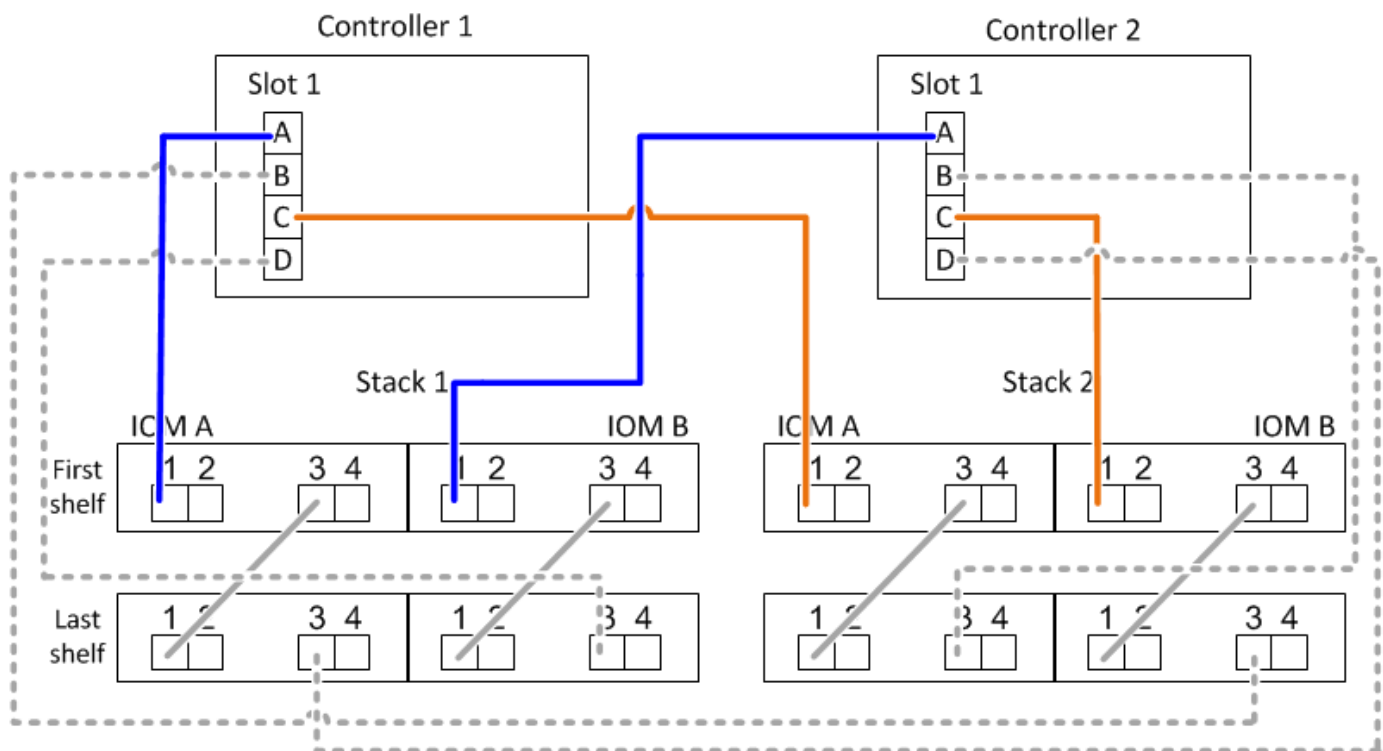 Controller 1
Controller 2
Slot 1
Slot 1
A
A
B
B
C
C
D
D
Stack 1
Stack 2
IOM A
IOM B
IOM A
IOM B
First shelf
1 2
3 4
1 2
3 4
1 2
3 4
1 2
3 4
Last shelf
1 2
3 4
1 2
3 4
1 2
3 4
1 2
3 4